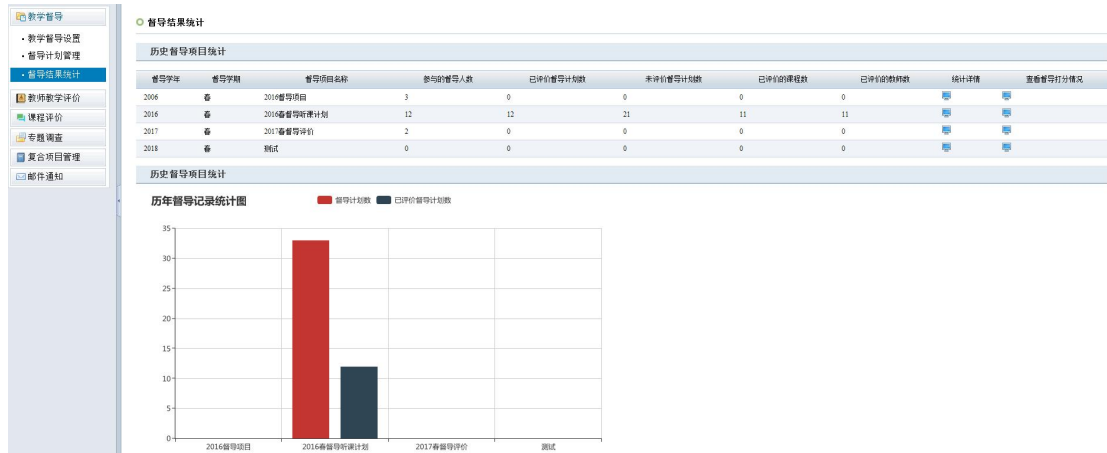 教学督导
· 教学督导设置
· 督导计划管理
· 督导结果统计
教师教学评价
课程评价
专题调查
复合项目管理
邮件通知
督导结果统计
历史督导项目统计
督导学年 督导学期 督导项目名称 参与的督导人数 已评价督导计划数 未评价督导计划数 已评价的课程数 已评价的教师数 统计详情 查看督导打分情况
2006 春 2016督导项目 3 0 0 0 0
2016 春 2016春督导听课计划 12 12 21 11 11
2017 春 2017春督导评价 2 0 0 0 0
2018 春 测试 0 0 0 0 0
历史督导项目统计
历年督导记录统计图 督导计划数 已评价督导计划数
35
30
25
20
15
10
5
0
2016督导项目 2016春督导听课计划 2017春督导评价 测试